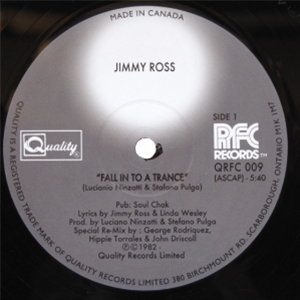 MADE IN CANADA
JIMMY ROSS
SIDE 1
RFC
RECORDS™
QRFC 009
(ASCAP) - 5:40
Quality®
"FALL IN TO A TRANCE"
(Luciano Ninzatti & Stefano Pulga)
Pub: Soul Chak
Lyrics by Jimmy Ross & Linda Wesley
Prod. by Luciano Ninzatti & Stefano Pulga
Special Re-Mix by : George Rodriquez,
Hippie Torrales & John Driscoll
℗©1982 -
Quality Records Limited
QUALITY IS A REGISTERED TRADE MARK OF QUALITY RECORDS LIMITED 380 BIRCHMOUNT RD. SCARBOROUGH, ONTARIO M1K 1M7